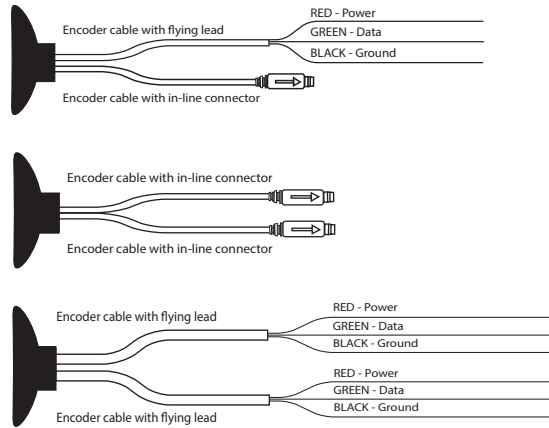 RED - Power
Encoder cable with flying lead
GREEN - Data
BLACK - Ground
Encoder cable with in-line connector
Encoder cable with in-line connector
Encoder cable with in-line connector
RED - Power
Encoder cable with flying lead
GREEN - Data
BLACK - Ground
RED - Power
GREEN - Data
BLACK - Ground
Encoder cable with flying lead